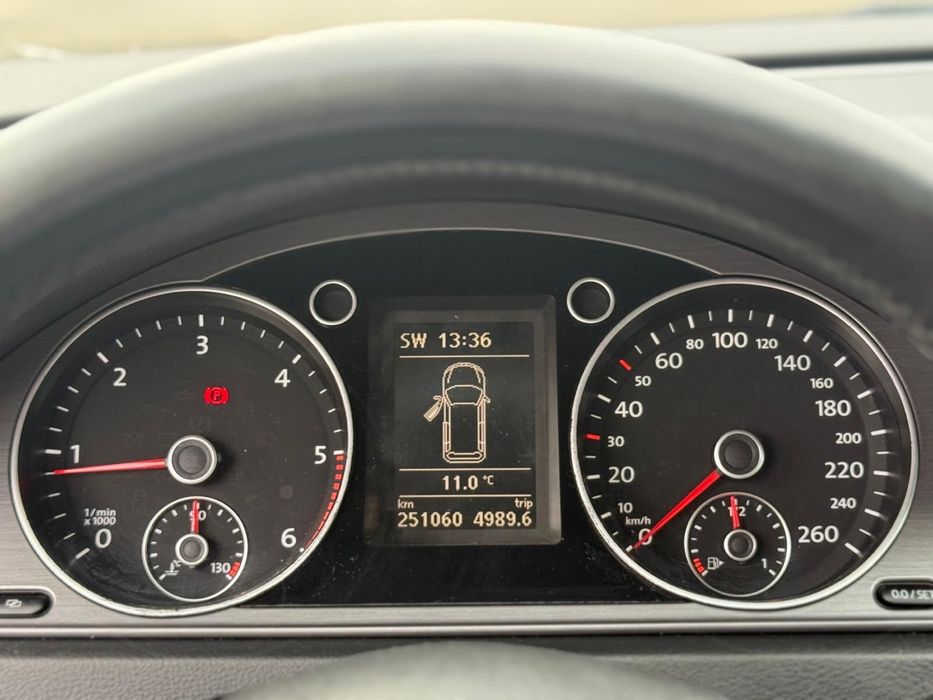 SW 13:36
11.0 °C
km trip
251060 4989.6
0 1 2 3 4 5 6
1/min
x 1000
(P)
90
130
0 10 20 30 40 50 60 80 100 120 140 160 180 200 220 240 260
km/h
1/2
1
0.0 / SET